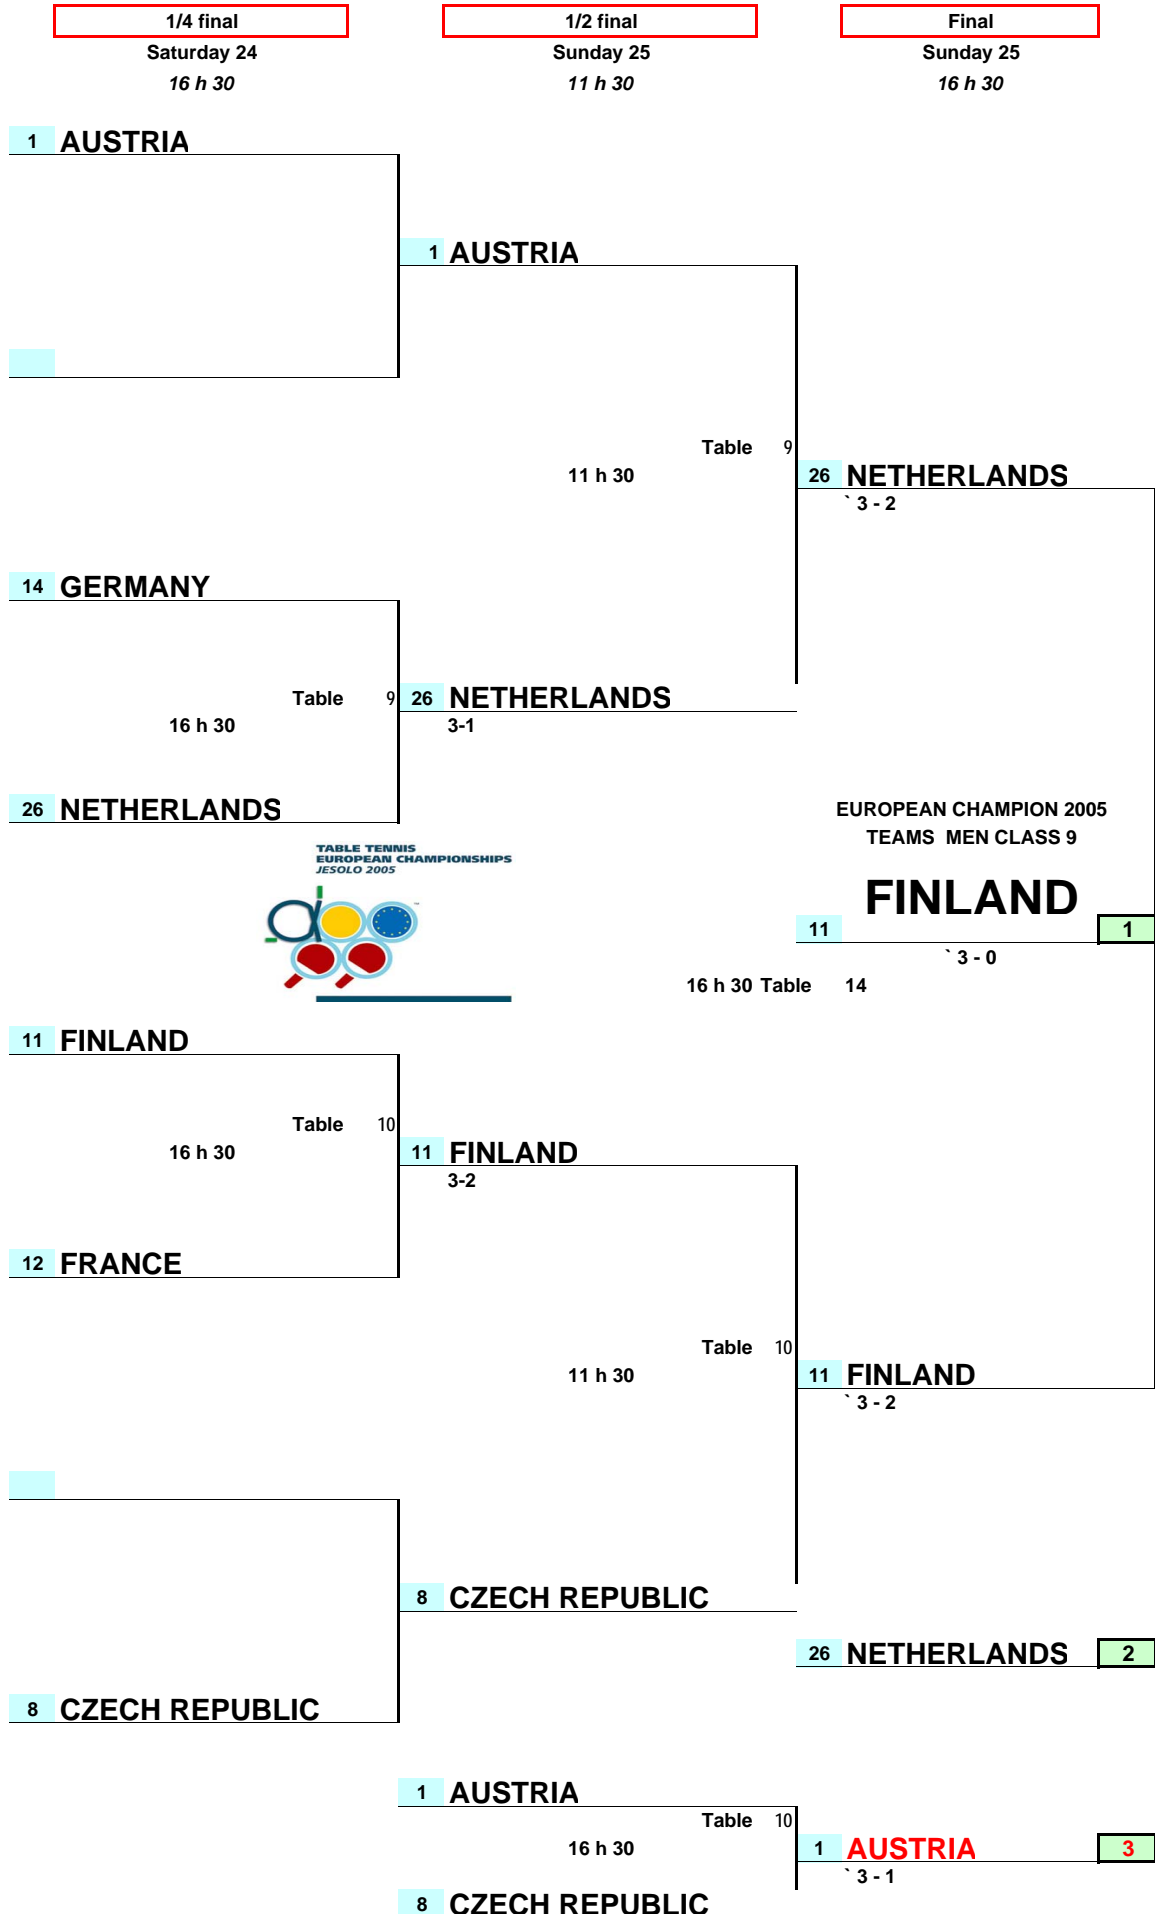 1/4 final 1/2 final Final
Saturday 24 Sunday 25 Sunday 25
16 h 30 11 h 30 16 h 30
1 AUSTRIA
1 AUSTRIA
Table 9
11 h 30 26 NETHERLANDS
` 3 - 2
14 GERMANY
Table 9 26 NETHERLANDS
16 h 30 3-1
26 NETHERLANDS EUROPEAN CHAMPION 2005
TEAMS MEN CLASS 9
TABLE TENNIS
EUROPEAN CHAMPIONSHIPS
JESOLO 2005
FINLAND
11 1
` 3 - 0
16 h 30 Table 14
11 FINLAND
Table 10
16 h 30 11 FINLAND
3-2
12 FRANCE
Table 10
11 h 30 11 FINLAND
` 3 - 2
8 CZECH REPUBLIC
26 NETHERLANDS 2
8 CZECH REPUBLIC
1 AUSTRIA
Table 10
16 h 30 1 AUSTRIA 3
` 3 - 1
8 CZECH REPUBLIC